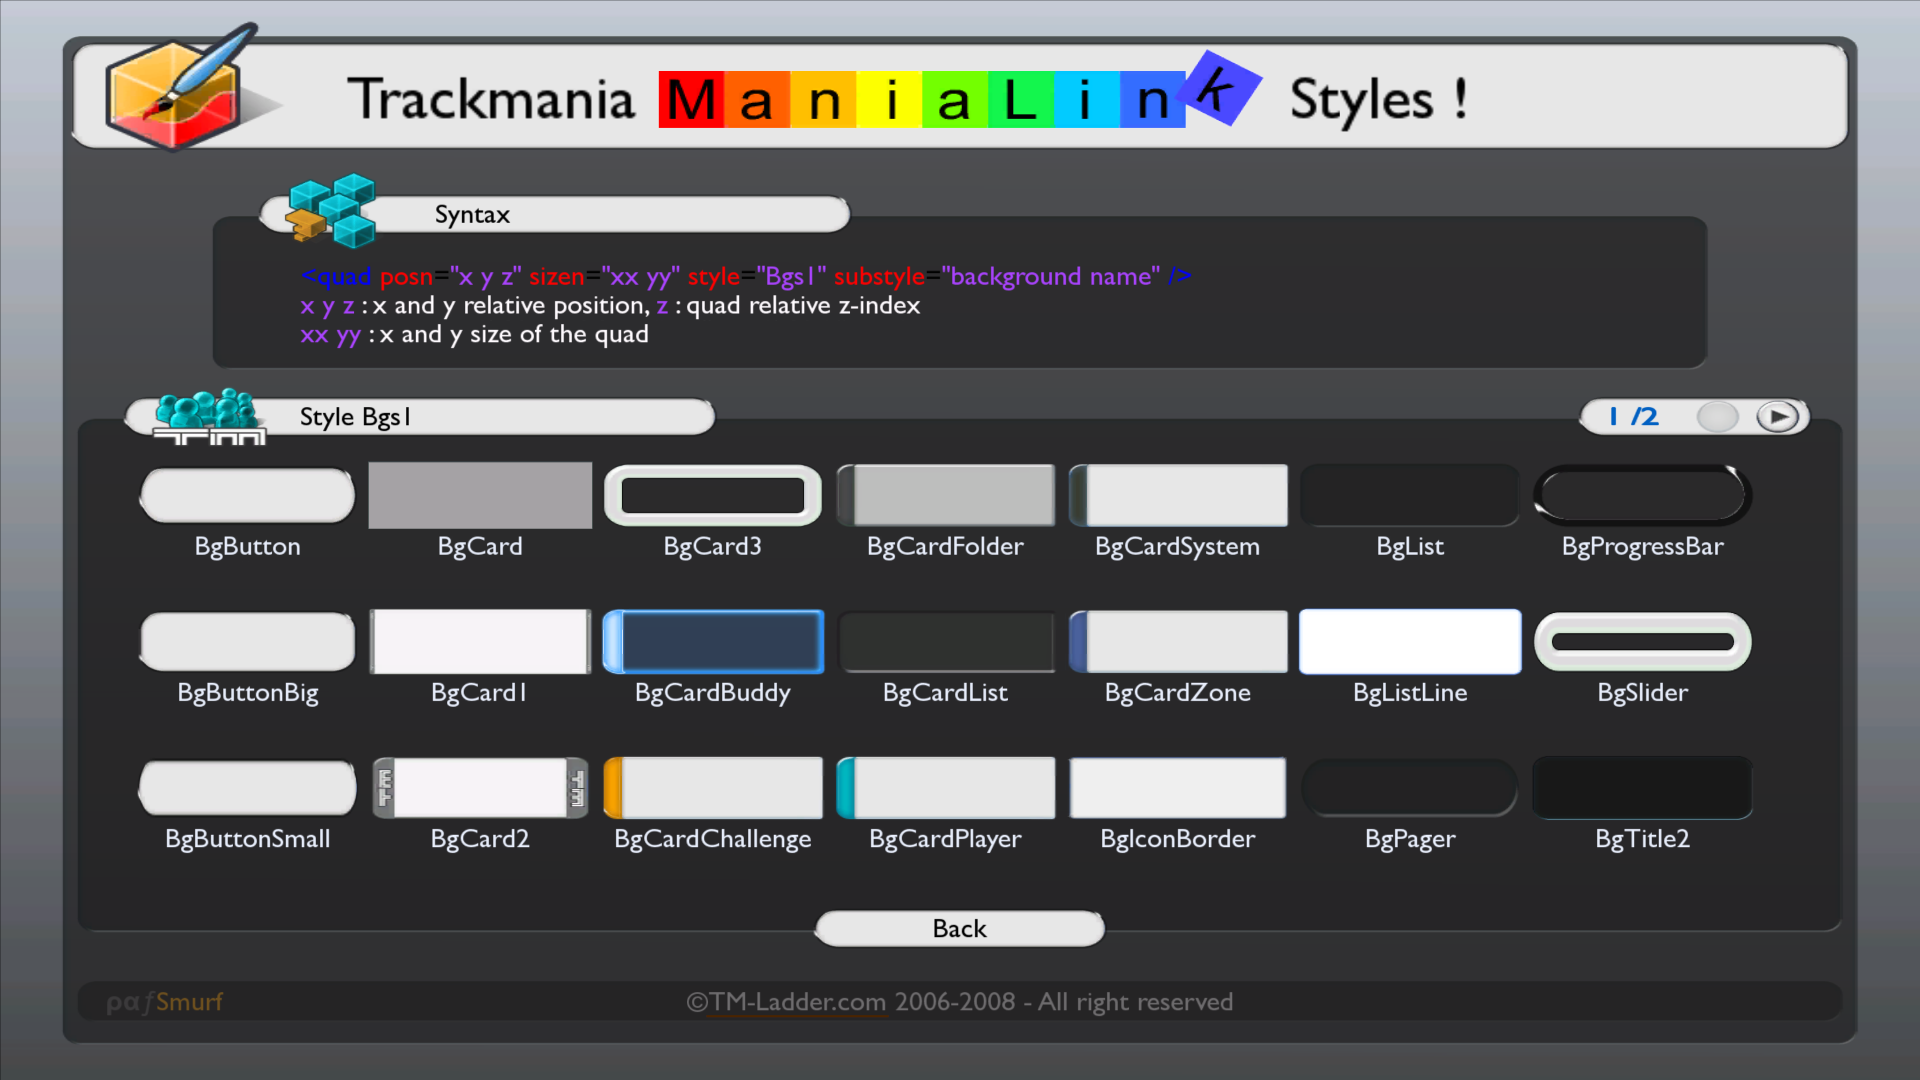 Trackmania ManiaLink Styles !
Syntax
<quad posn="x y z" sizen="xx yy" style="Bgs1" substyle="background name" />
x y z : x and y relative position, z : quad relative z-index
xx yy : x and y size of the quad
Style Bgs1
1 /2
BgButton BgCard BgCard3 BgCardFolder BgCardSystem BgList BgProgressBar
BgButtonBig BgCard1 BgCardBuddy BgCardList BgCardZone BgListLine BgSlider
BgButtonSmall BgCard2 BgCardChallenge BgCardPlayer BgIconBorder BgPager BgTitle2
Back
ραƒSmurf
©TM-Ladder.com 2006-2008 - All right reserved